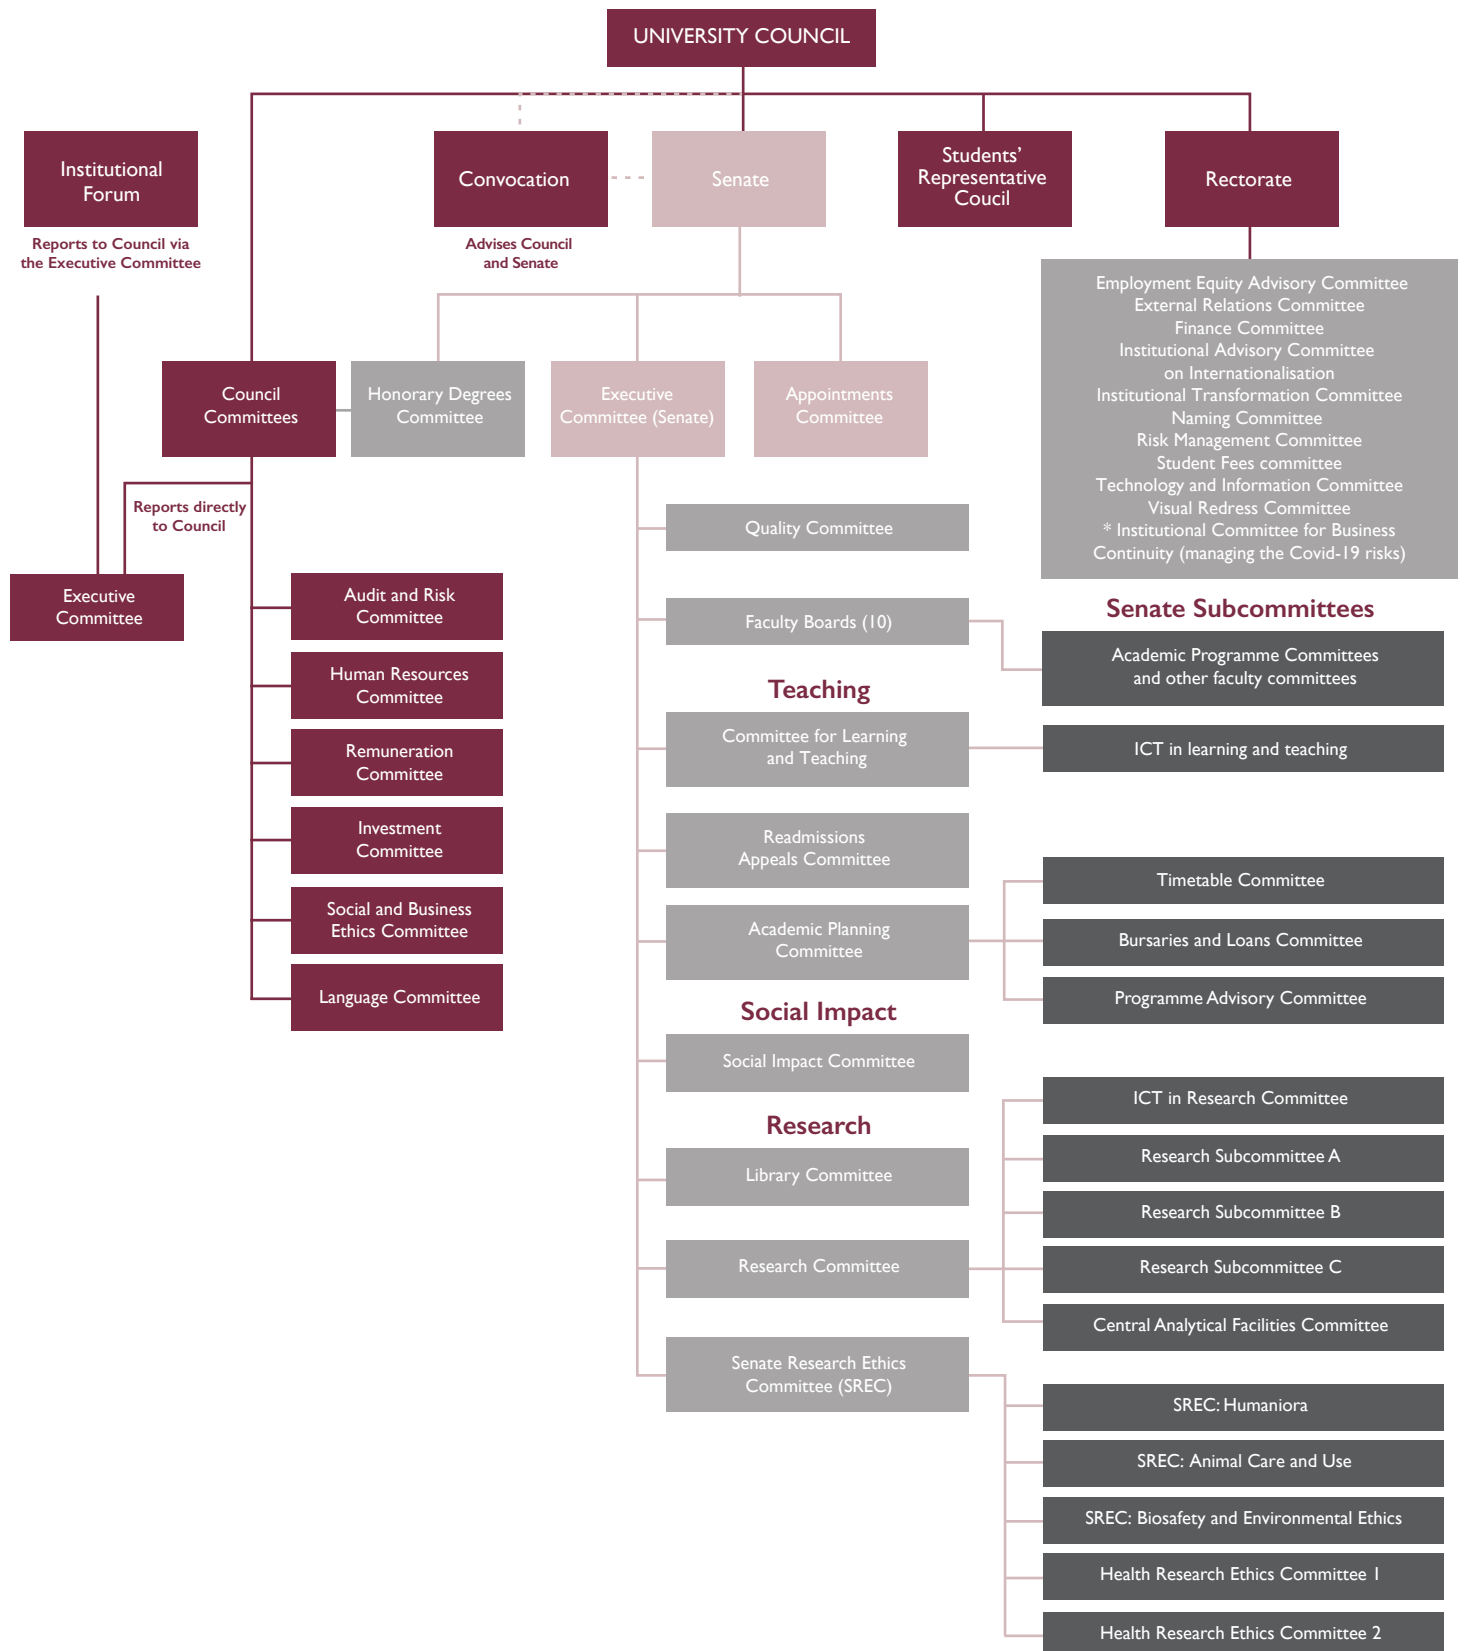 UNIVERSITY COUNCIL
Institutional
Forum
Reports to Council via
the Executive Committee
Convocation
Advises Council
and Senate
Senate
Students’
Representative
Coucil
Rectorate
Employment Equity Advisory Committee
External Relations Committee
Finance Committee
Institutional Advisory Committee
on Internationalisation
Institutional Transformation Committee
Naming Committee
Risk Management Committee
Student Fees committee
Technology and Information Committee
Visual Redress Committee
* Institutional Committee for Business
Continuity (managing the Covid-19 risks)
Council
Committees
Honorary Degrees
Committee
Executive
Committee (Senate)
Appointments
Committee
Reports directly
to Council
Executive
Committee
Audit and Risk
Committee
Human Resources
Committee
Remuneration
Committee
Investment
Committee
Social and Business
Ethics Committee
Language Committee
Quality Committee
Faculty Boards (10)
Teaching
Committee for Learning
and Teaching
Readmissions
Appeals Committee
Academic Planning
Committee
Social Impact
Social Impact Committee
Research
Library Committee
Research Committee
Senate Research Ethics
Committee (SREC)
Senate Subcommittees
Academic Programme Committees
and other faculty committees
ICT in learning and teaching
Timetable Committee
Bursaries and Loans Committee
Programme Advisory Committee
ICT in Research Committee
Research Subcommittee A
Research Subcommittee B
Research Subcommittee C
Central Analytical Facilities Committee
SREC: Humaniora
SREC: Animal Care and Use
SREC: Biosafety and Environmental Ethics
Health Research Ethics Committee 1
Health Research Ethics Committee 2